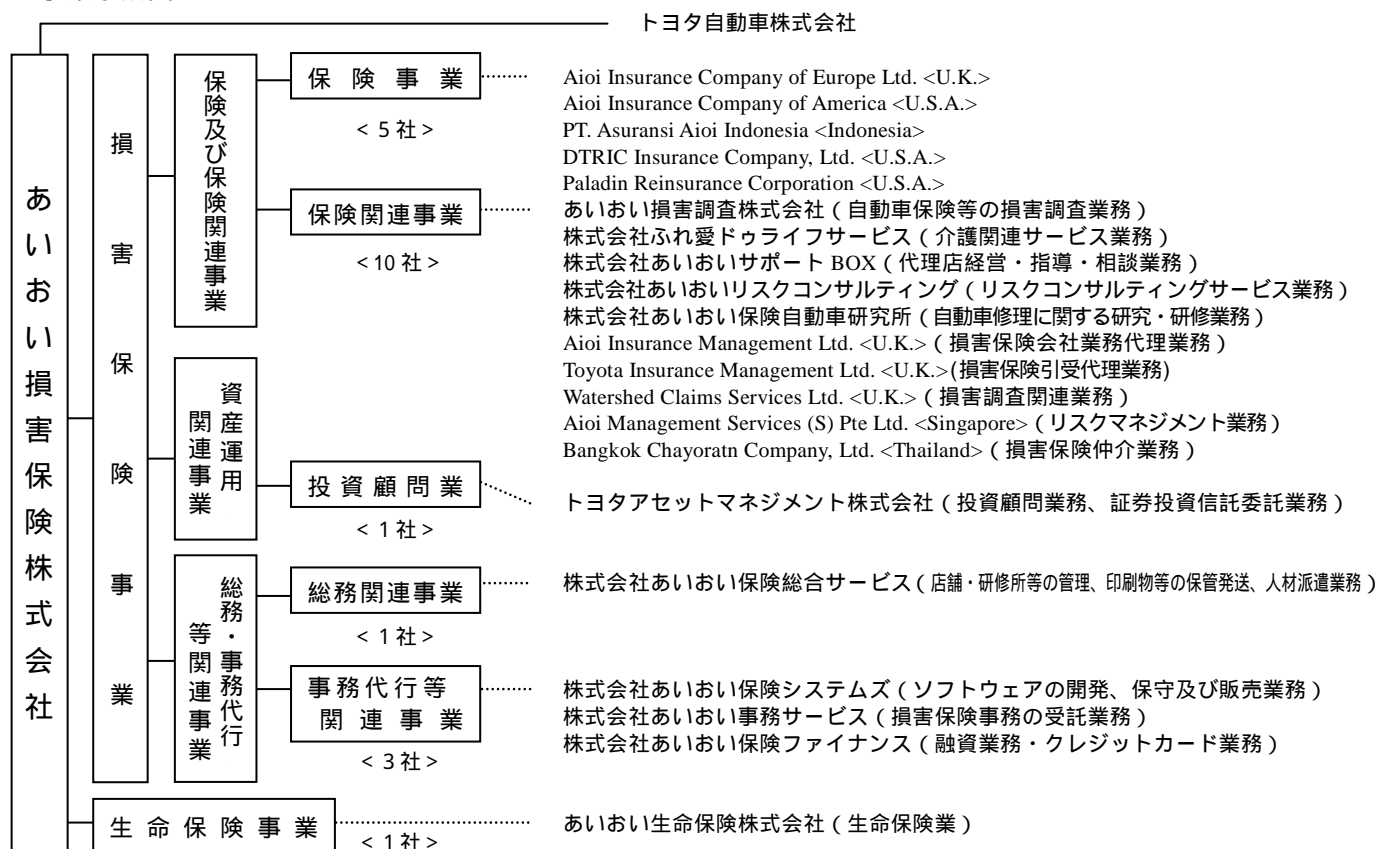 トヨタ自動車株式会社
あいおい損害保険株式会社
損害保険事業
保険及び保険関連事業
保険事業
＜5社＞
Aioi Insurance Company of Europe Ltd. <U.K.>
Aioi Insurance Company of America <U.S.A.>
PT. Asuransi Aioi Indonesia <Indonesia>
DTRIC Insurance Company, Ltd. <U.S.A.>
Paladin Reinsurance Corporation <U.S.A.>
保険関連事業
＜10社＞
あいおい損害調査株式会社（自動車保険等の損害調査業務）
株式会社ふれ愛ドゥライフサービス（介護関連サービス業務）
株式会社あいおいサポート BOX（代理店経営・指導・相談業務）
株式会社あいおいリスクコンサルティング（リスクコンサルティングサービス業務）
株式会社あいおい保険自動車研究所（自動車修理に関する研究・研修業務）
Aioi Insurance Management Ltd. <U.K.>（損害保険会社業務代理業務）
Toyota Insurance Management Ltd. <U.K.>(損害保険引受代理業務)
Watershed Claims Services Ltd. <U.K.>（損害調査関連業務）
Aioi Management Services (S) Pte Ltd. <Singapore>（リスクマネジメント業務）
Bangkok Chayoratn Company, Ltd. <Thailand>（損害保険仲介業務）
資産運用
関連事業
投資顧問業
＜1社＞
トヨタアセットマネジメント株式会社（投資顧問業務、証券投資信託委託業務）
総務・事務代行
等関連事業
総務関連事業
＜1社＞
株式会社あいおい保険総合サービス（店舗・研修所等の管理、印刷物等の保管発送、人材派遣業務）
事務代行等
関連事業
＜3社＞
株式会社あいおい保険システムズ（ソフトウェアの開発、保守及び販売業務）
株式会社あいおい事務サービス（損害保険事務の受託業務）
株式会社あいおい保険ファイナンス（融資業務・クレジットカード業務）
生命保険事業
＜1社＞
あいおい生命保険株式会社（生命保険業）